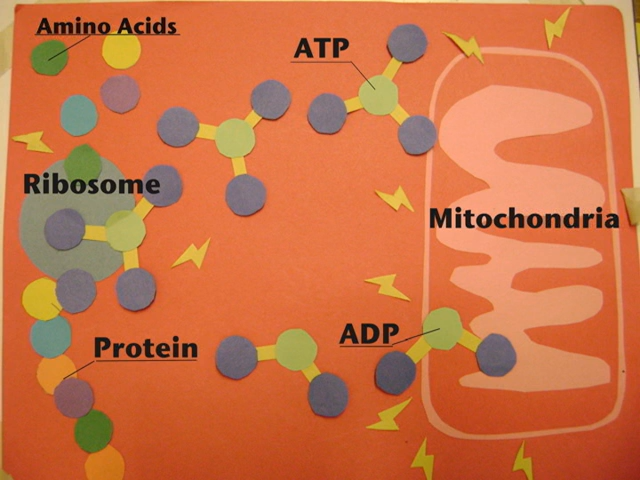 Amino Acids
ATP
Ribosome
Mitochondria
ADP
Protein